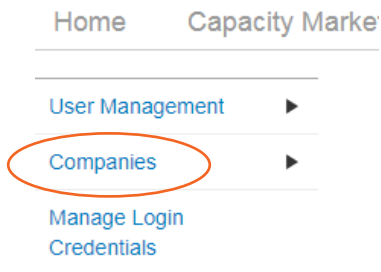 Home Capacity Market
User Management
Companies
Manage Login
Credentials